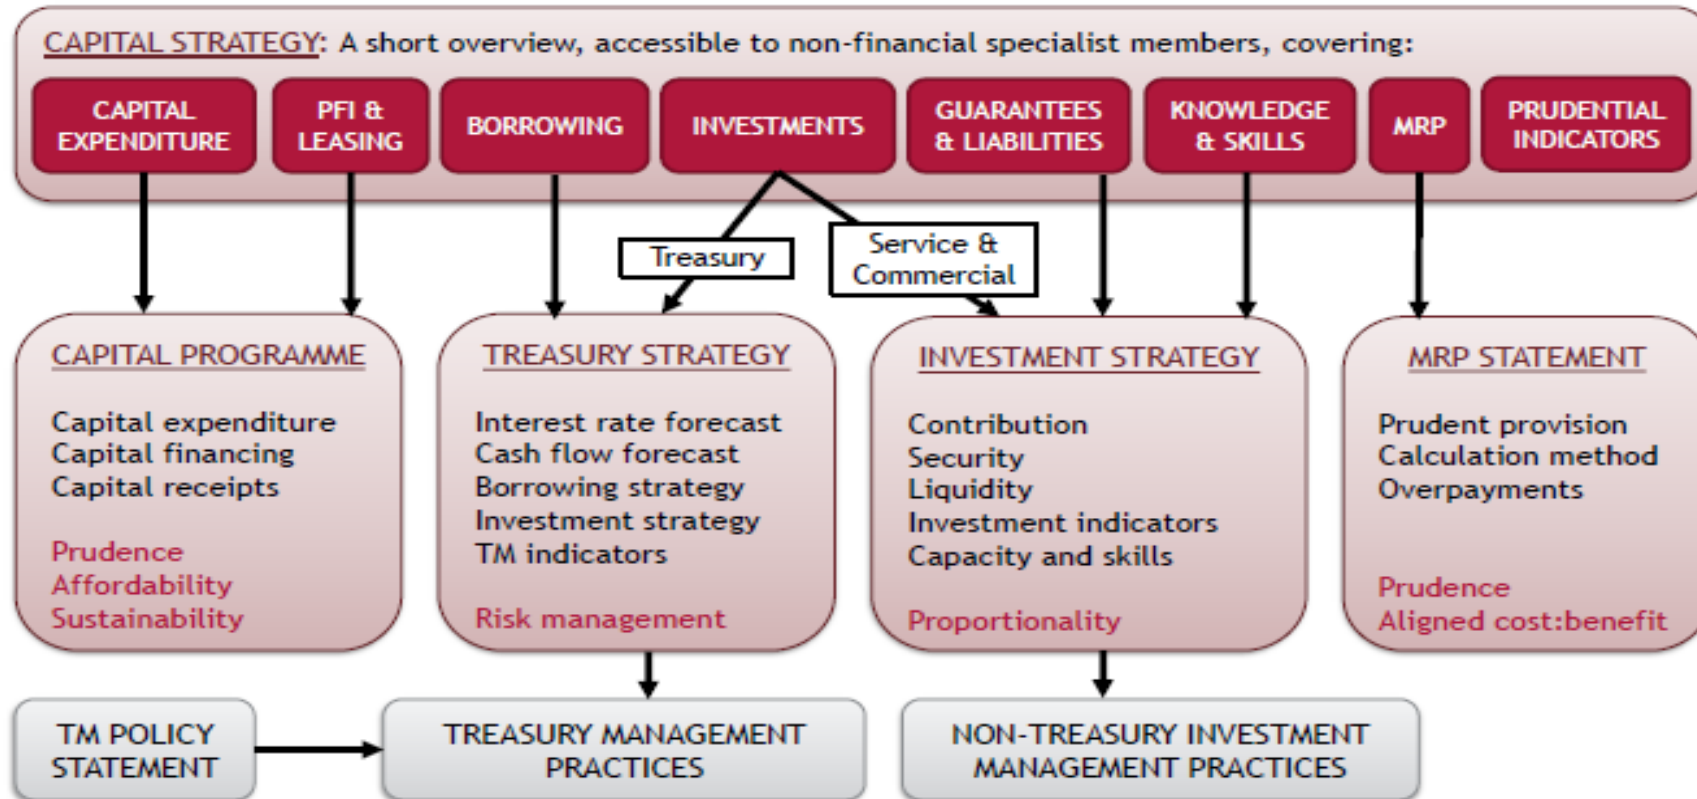 CAPITAL STRATEGY: A short overview, accessible to non-financial specialist members, covering:
CAPITAL
EXPENDITURE
PFI &
LEASING
BORROWING
INVESTMENTS
GUARANTEES
& LIABILITIES
KNOWLEDGE
& SKILLS
MRP
PRUDENTIAL
INDICATORS
Treasury
Service &
Commercial
CAPITAL PROGRAMME
Capital expenditure
Capital financing
Capital receipts
Prudence
Affordability
Sustainability
TREASURY STRATEGY
Interest rate forecast
Cash flow forecast
Borrowing strategy
Investment strategy
TM indicators
Risk management
INVESTMENT STRATEGY
Contribution
Security
Liquidity
Investment indicators
Capacity and skills
Proportionality
MRP STATEMENT
Prudent provision
Calculation method
Overpayments
Prudence
Aligned cost:benefit
TM POLICY
STATEMENT
TREASURY MANAGEMENT
PRACTICES
NON-TREASURY INVESTMENT
MANAGEMENT PRACTICES